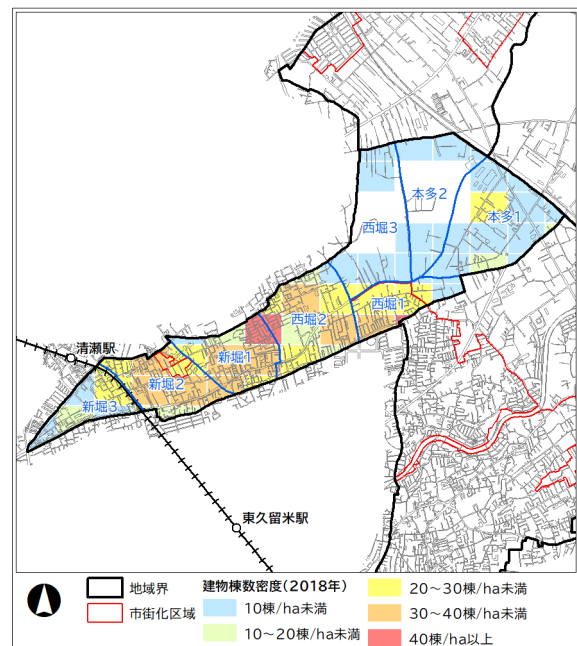 本多2
本多1
西堀3
西堀1
西堀2
新堀1
清瀬駅
新堀2
新堀3
東久留米駅
地域界
市街化区域
建物棟数密度(2018年)
10棟/ha未満
10～20棟/ha未満
20～30棟/ha未満
30～40棟/ha未満
40棟/ha以上